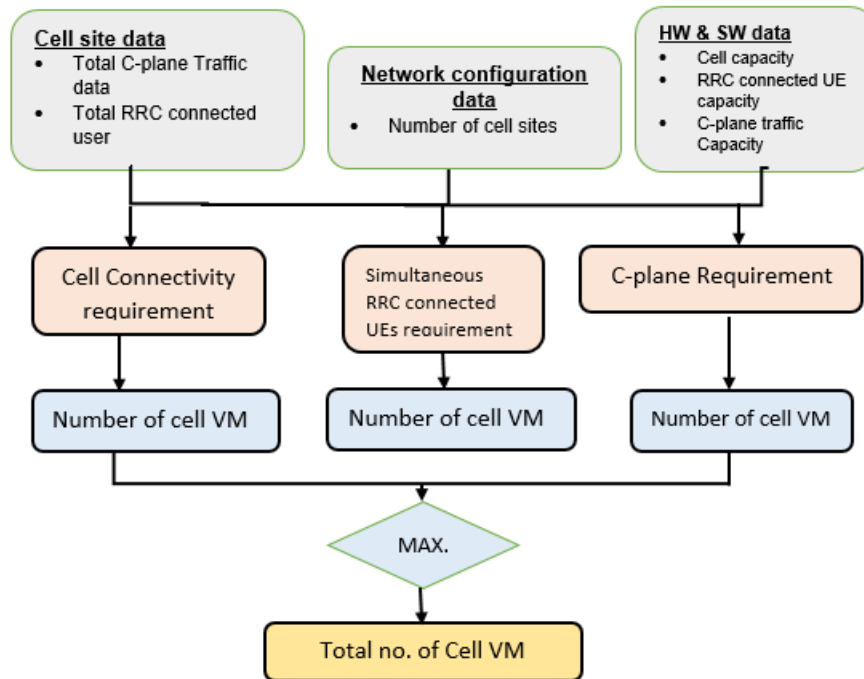 Cell site data
• Total C-plane Traffic
data
• Total RRC connected
user
Network configuration
data
• Number of cell sites
HW & SW data
• Cell capacity
• RRC connected UE
capacity
• C-plane traffic
Capacity
Cell Connectivity
requirement
Simultaneous
RRC connected
UEs requirement
C-plane Requirement
Number of cell VM
Number of cell VM
Number of cell VM
MAX.
Total no. of Cell VM